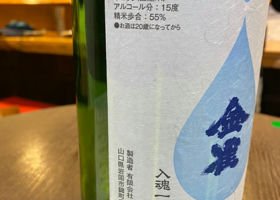 アルコール分：15度
精米歩合：55%
●お酒は20歳になってから
金雀
入魂一
製造者 有限会社
山口県岩国市錦町